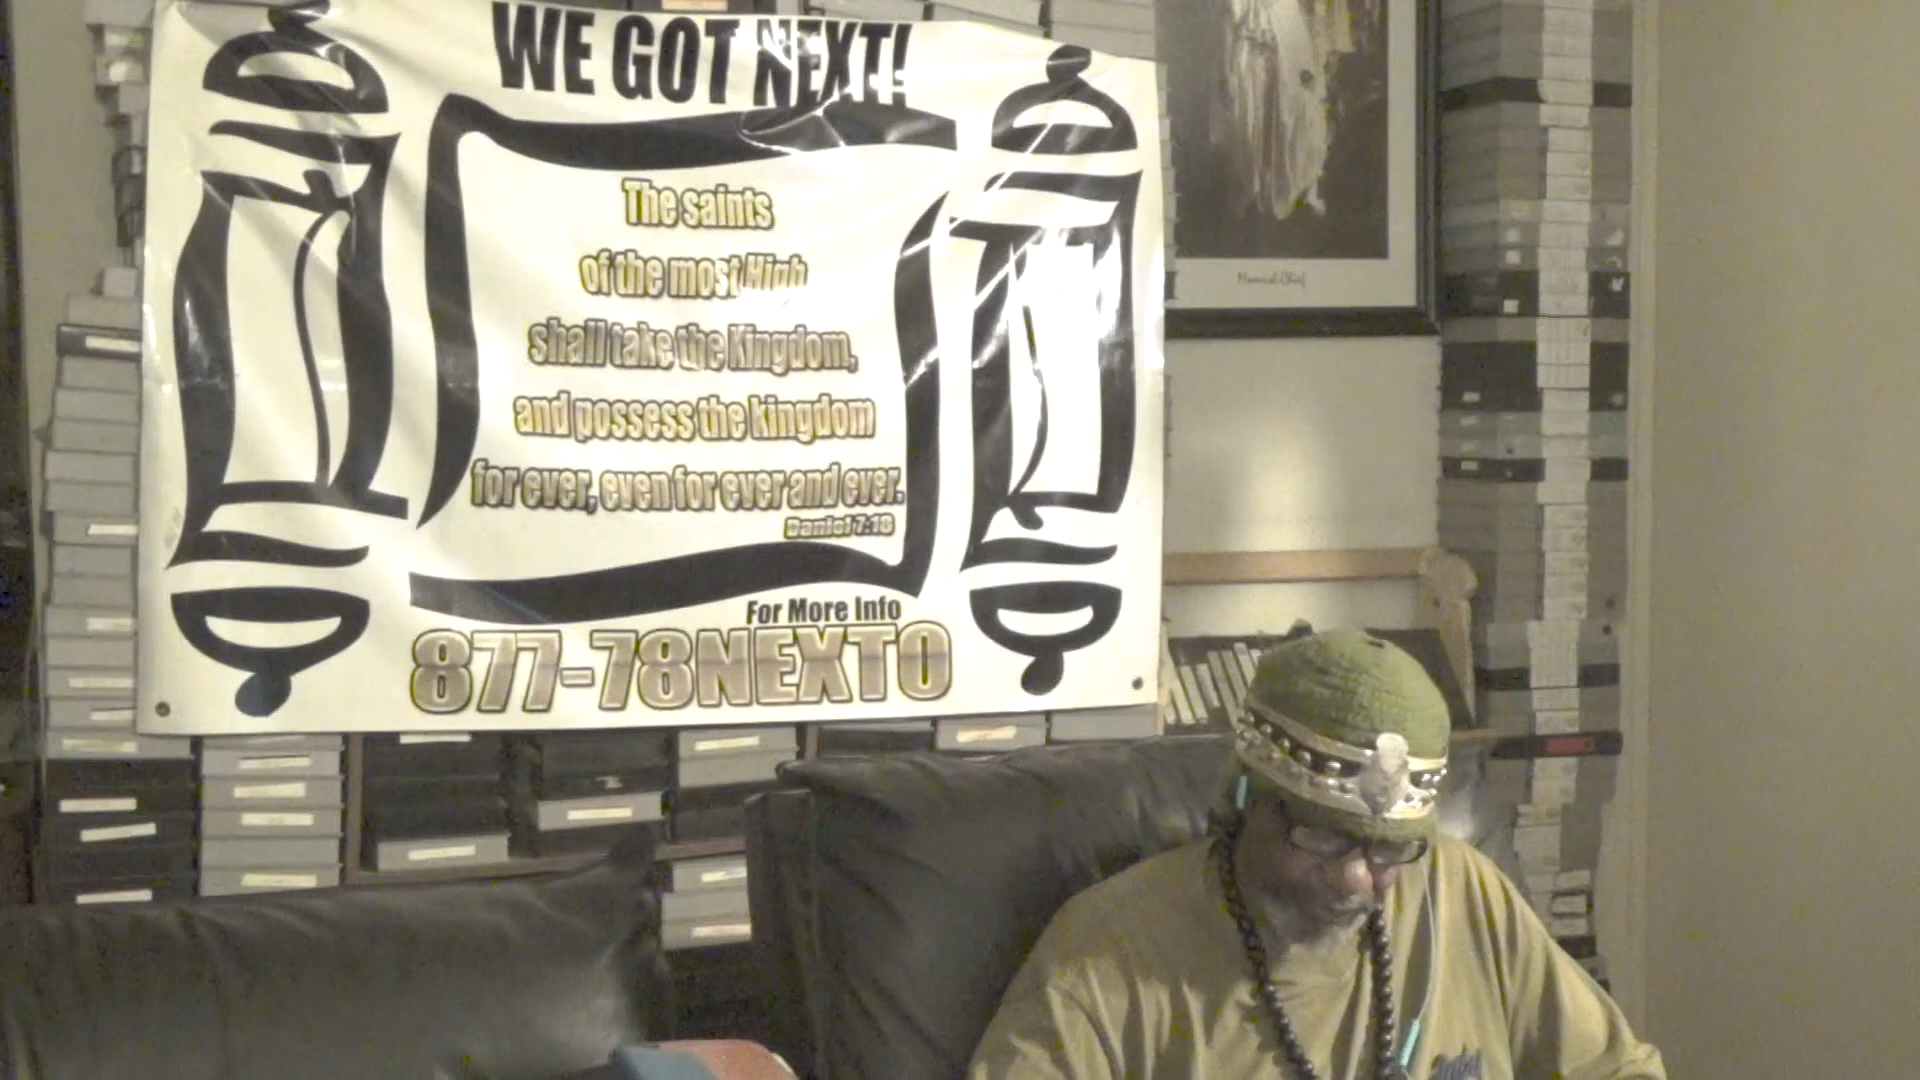 WE GOT NEXT!
The saints
of the most High
shall take the Kingdom,
and possess the kingdom
for ever, even for ever and ever.
Daniel 7:18
For More Info
877-78NEXTO